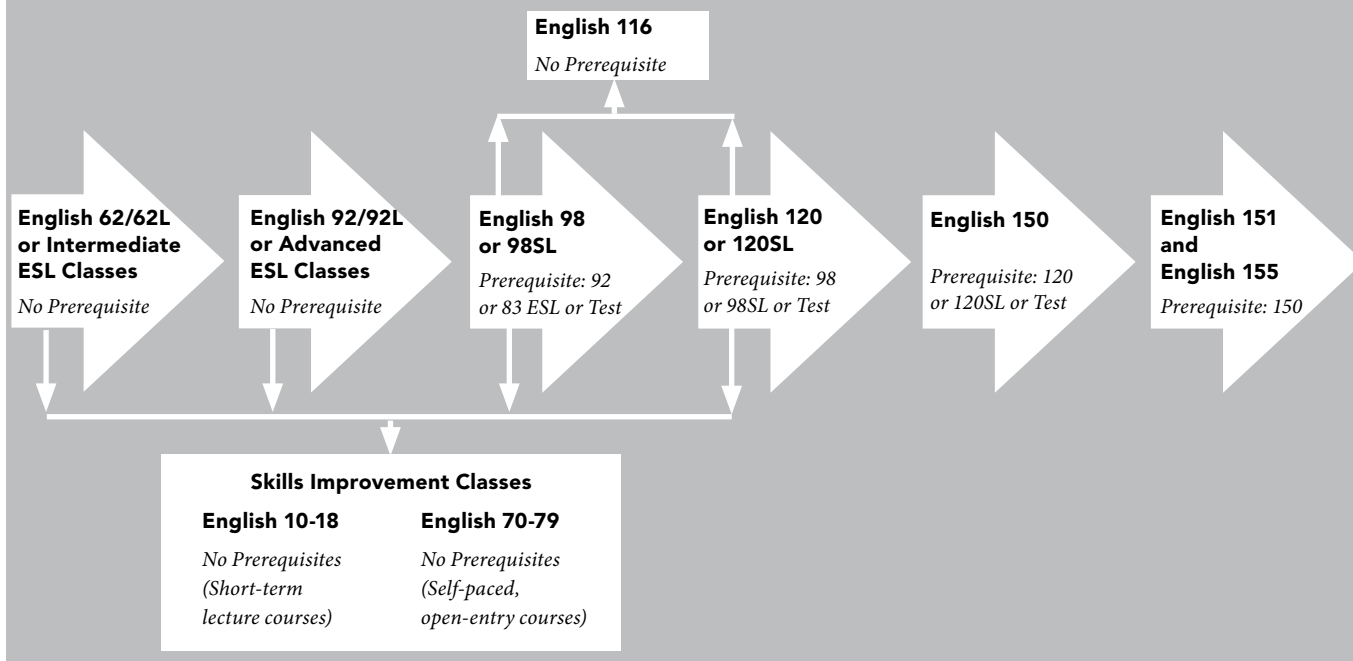 English 116
No Prerequisite
English 62/62L
or Intermediate
ESL Classes
No Prerequisite
English 92/92L
or Advanced
ESL Classes
No Prerequisite
English 98
or 98SL
Prerequisite: 92
or 83 ESL or Test
English 120
or 120SL
Prerequisite: 98
or 98SL or Test
English 150
Prerequisite: 120
or 120SL or Test
English 151
and
English 155
Prerequisite: 150
Skills Improvement Classes
English 10-18
No Prerequisites
(Short-term
lecture courses)
English 70-79
No Prerequisites
(Self-paced,
open-entry courses)